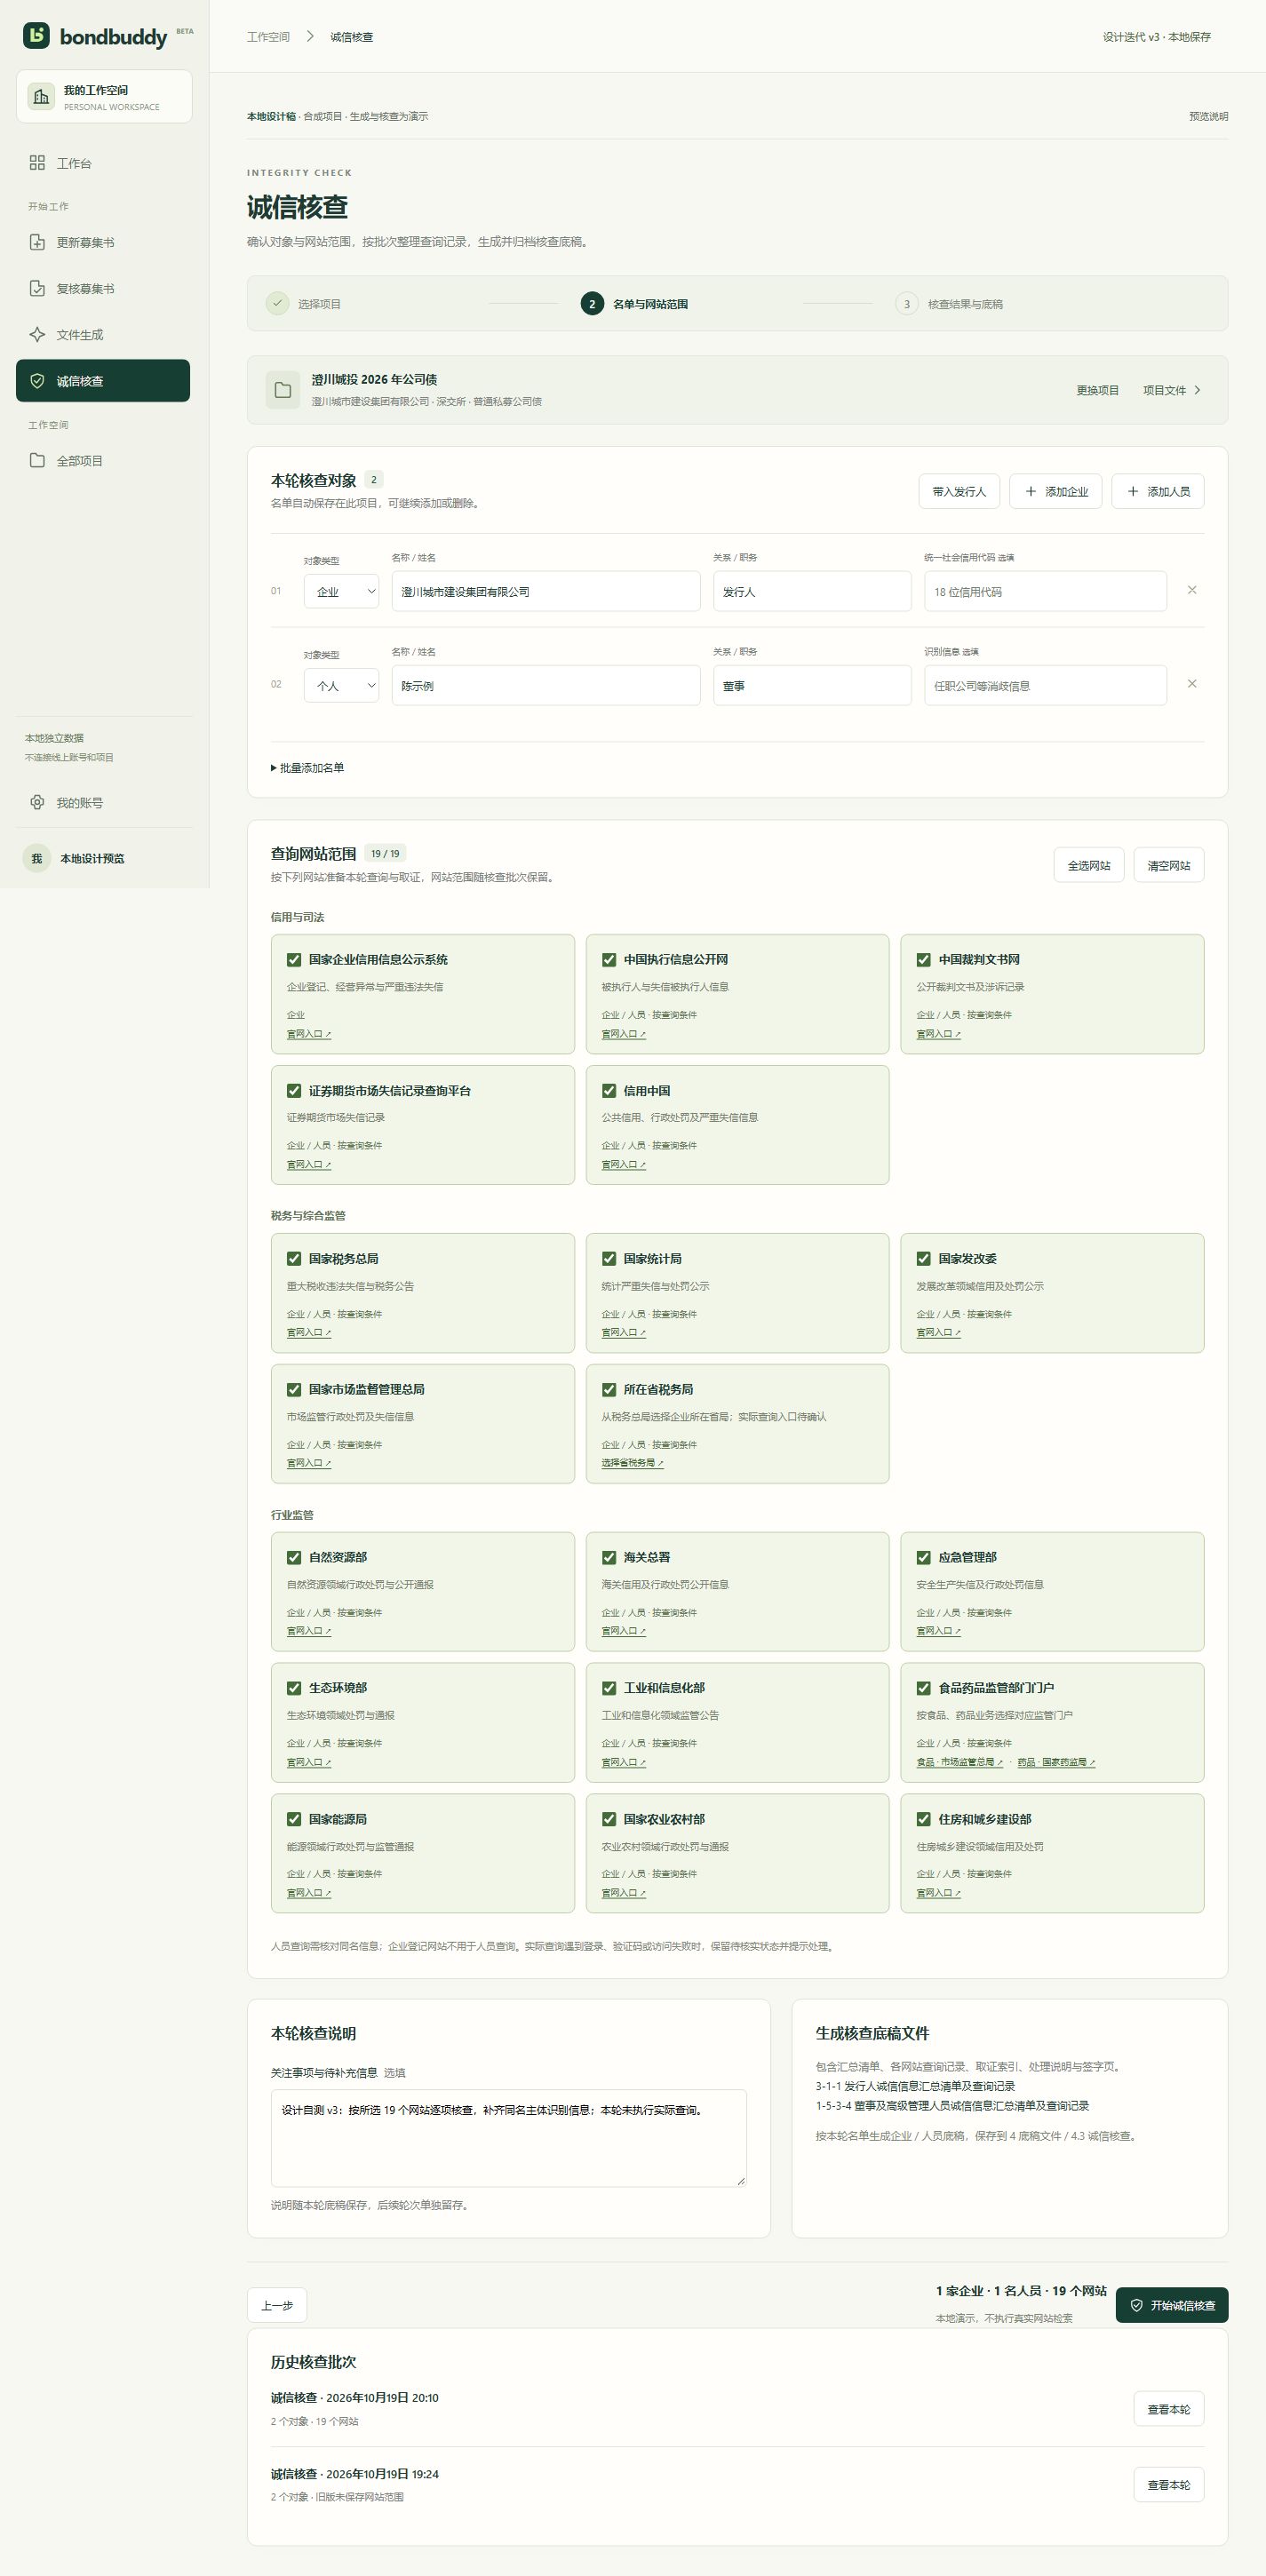 bondbuddy BETA
我的工作空间
PERSONAL WORKSPACE
工作台
开始工作
更新募集书
复核募集书
文件生成
诚信核查
工作空间
全部项目
本地独立数据
不连接线上账号和项目
我的账号
我 本地设计预览
工作空间 > 诚信核查
设计迭代 v3 · 本地保存
本地设计稿 · 合成项目 · 生成与核查为演示
预览说明
INTEGRITY CHECK
诚信核查
确认对象与网站范围，按批次整理查询记录，生成并归档核查底稿。
选择项目
2 名单与网站范围
3 核查结果与底稿
澄川城投 2026 年公司债
澄川城市建设集团有限公司 · 深交所 · 普通私募公司债
更换项目
项目文件 >
本轮核查对象 2
名单自动保存在此项目，可继续添加或删除。
带入发行人
+ 添加企业
+ 添加人员
对象类型 名称 / 姓名 关系 / 职务 统一社会信用代码 选填
01 企业 澄川城市建设集团有限公司 发行人 18 位信用代码 ×
对象类型 名称 / 姓名 关系 / 职务 识别信息 选填
02 个人 陈示例 董事 任职公司等消歧信息 ×
▶ 批量添加名单
查询网站范围 19 / 19
按下列网站准备本轮查询与取证，网站范围随核查批次保留。
全选网站
清空网站
信用与司法
国家企业信用信息公示系统
企业登记、经营异常与严重违法失信
企业
官网入口 ↗
中国执行信息公开网
被执行人与失信被执行人信息
企业 / 人员 · 按查询条件
官网入口 ↗
中国裁判文书网
公开裁判文书及涉诉记录
企业 / 人员 · 按查询条件
官网入口 ↗
证券期货市场失信记录查询平台
证券期货市场失信记录
企业 / 人员 · 按查询条件
官网入口 ↗
信用中国
公共信用、行政处罚及严重失信信息
企业 / 人员 · 按查询条件
官网入口 ↗
税务与综合监管
国家税务总局
重大税收违法失信与税务公告
企业 / 人员 · 按查询条件
官网入口 ↗
国家统计局
统计严重失信与处罚公示
企业 / 人员 · 按查询条件
官网入口 ↗
国家发改委
发展改革领域信用及处罚公示
企业 / 人员 · 按查询条件
官网入口 ↗
国家市场监督管理总局
市场监管行政处罚及失信信息
企业 / 人员 · 按查询条件
官网入口 ↗
所在省税务局
从税务总局选择企业所在省局；实际查询入口待确认
企业 / 人员 · 按查询条件
选择省税务局 ↗
行业监管
自然资源部
自然资源领域行政处罚与公开通报
企业 / 人员 · 按查询条件
官网入口 ↗
海关总署
海关信用及行政处罚公开信息
企业 / 人员 · 按查询条件
官网入口 ↗
应急管理部
安全生产失信及行政处罚信息
企业 / 人员 · 按查询条件
官网入口 ↗
生态环境部
生态环境领域处罚与通报
企业 / 人员 · 按查询条件
官网入口 ↗
工业和信息化部
工业和信息化领域监管公告
企业 / 人员 · 按查询条件
官网入口 ↗
食品药品监管部门门户
按食品、药品业务选择对应监管门户
企业 / 人员 · 按查询条件
食品 · 市场监管总局 ↗ · 药品 · 国家药监局 ↗
国家能源局
能源领域行政处罚与监管通报
企业 / 人员 · 按查询条件
官网入口 ↗
国家农业农村部
农业农村领域行政处罚与通报
企业 / 人员 · 按查询条件
官网入口 ↗
住房和城乡建设部
住房城乡建设领域信用及处罚
企业 / 人员 · 按查询条件
官网入口 ↗
人员查询需核对同名信息；企业登记网站不用于人员查询。实际查询遇到登录、验证码或访问失败时，保留待核实状态并提示处理。
本轮核查说明
关注事项与待补充信息 选填
设计自测 v3：按所选 19 个网站逐项核查，补齐同名主体识别信息；本轮未执行实际查询。
说明随本轮底稿保存，后续轮次单独留存。
生成核查底稿文件
包含汇总清单、各网站查询记录、取证索引、处理说明与签字页。
3-1-1 发行人诚信信息汇总清单及查询记录
1-5-3-4 董事及高级管理人员诚信信息汇总清单及查询记录
按本轮名单生成企业 / 人员底稿，保存到 4 底稿文件 / 4.3 诚信核查。
上一步
1 家企业 · 1 名人员 · 19 个网站
本地演示，不执行真实网站检索
开始诚信核查
历史核查批次
诚信核查 · 2026年10月19日 20:10
2 个对象 · 19 个网站
查看本轮
诚信核查 · 2026年10月19日 19:24
2 个对象 · 旧版未保存网站范围
查看本轮